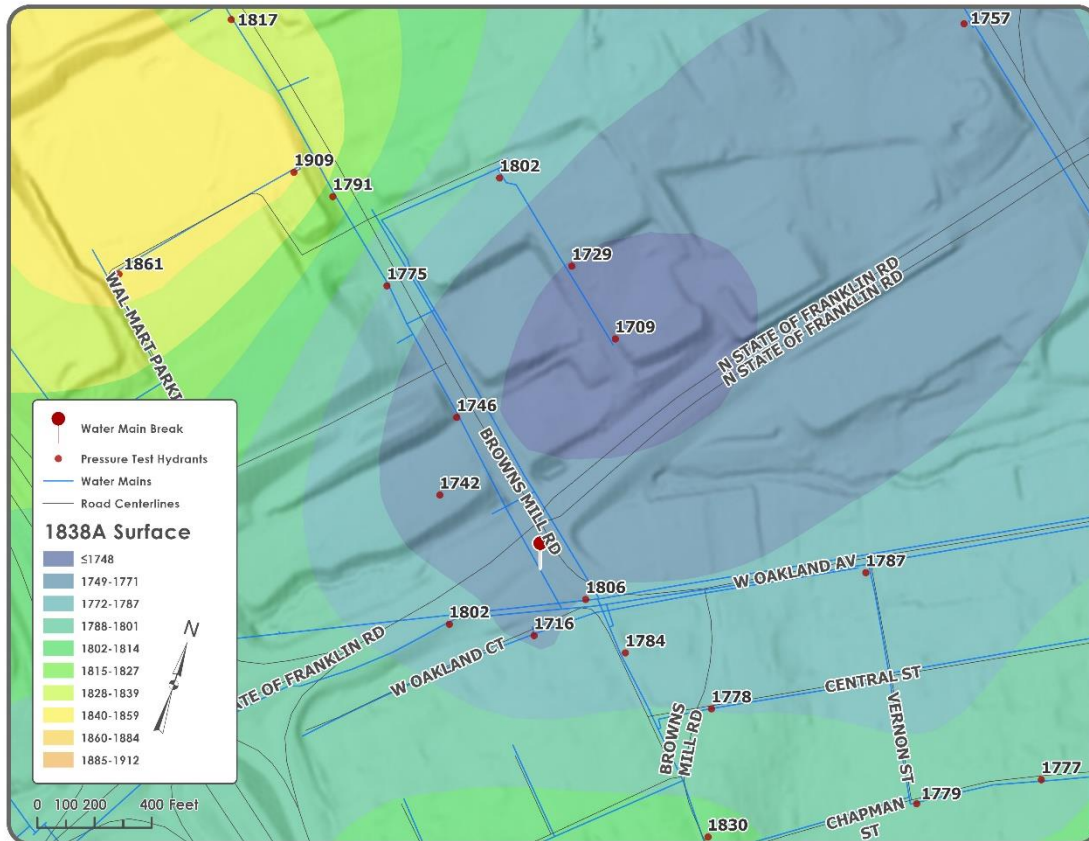 1817
1757
1909
1802
1791
1861
1729
1775
WAL-MART PARKI
N STATE OF FRANKLIN RD
N STATE OF FRANKLIN RD
1709
1746
BROWNS MILL RD
1742
Water Main Break
Pressure Test Hydrants
Water Mains
Road Centerlines
1838A Surface
≤1748
1749-1771
1772-1787
1788-1801
1802-1814
1815-1827
1828-1839
1840-1859
1860-1884
1885-1912
N
0 100 200 400 Feet
W OAKLAND AV
1787
1806
1802
1716
1784
ATE OF FRANKLIN RD
W OAKLAND CT
CENTRAL ST
1778
BROWNS
MILL RD
VERNON ST
1777
1779
CHAPMAN
ST
1830